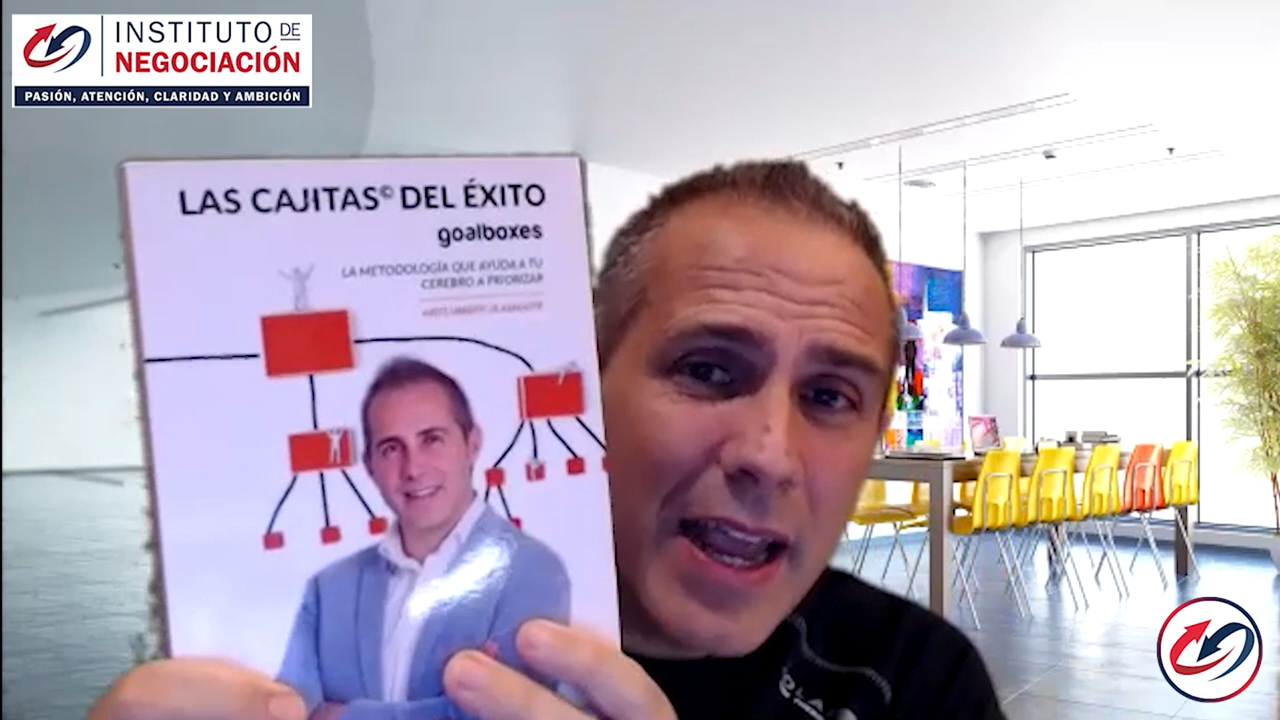 INSTITUTO DE
NEGOCIACIÓN
PASIÓN, ATENCIÓN, CLARIDAD Y AMBICIÓN
LAS CAJITAS© DEL ÉXITO
goalboxes
LA METODOLOGÍA QUE AYUDA A TU
CEREBRO A PRIORIZAR